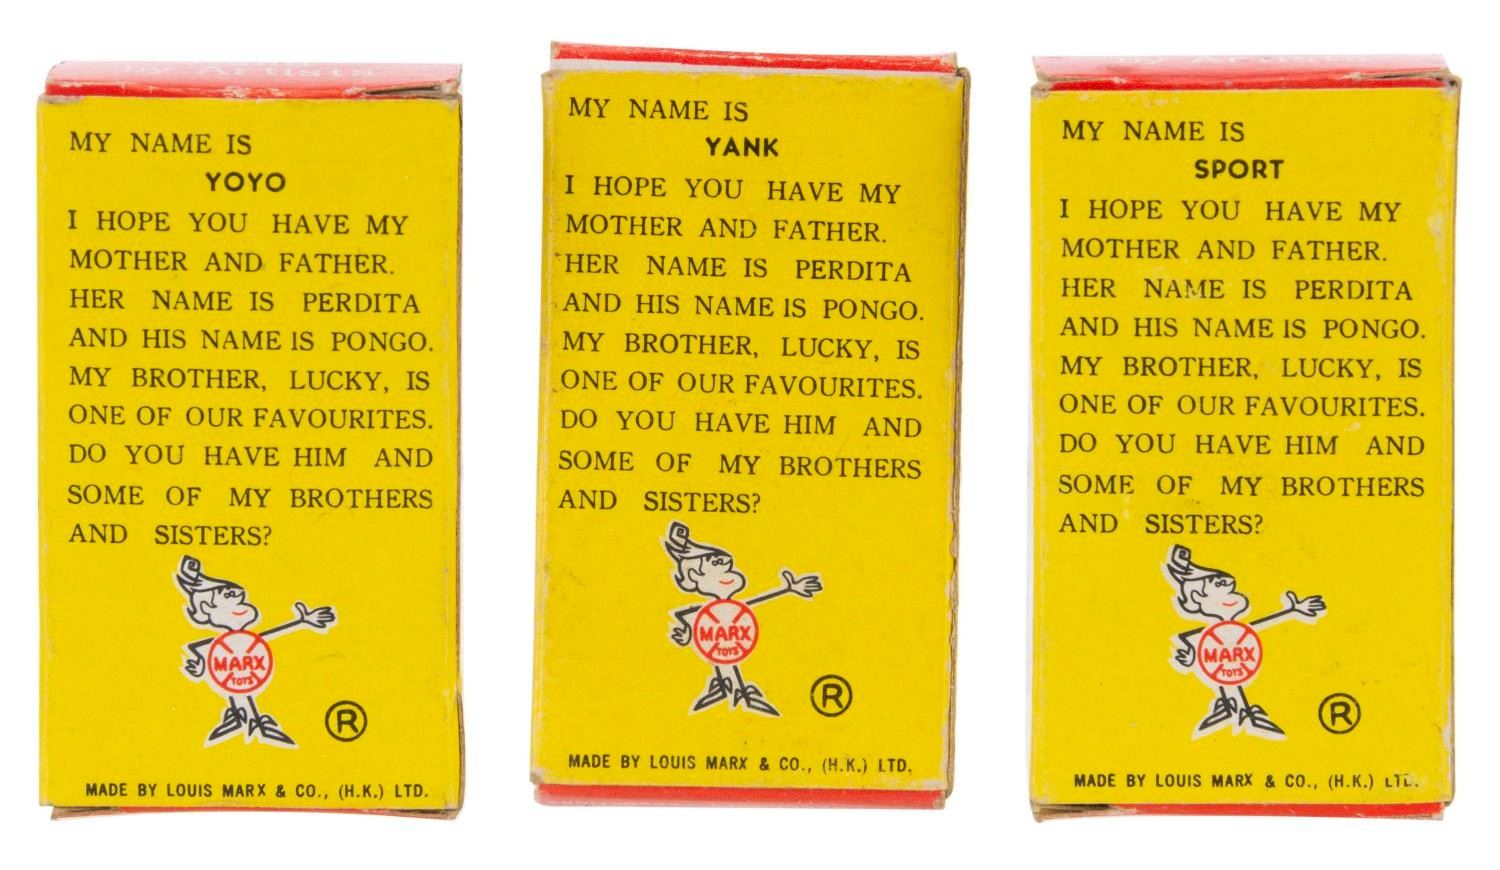 by Artists
MY NAME IS
YOYO
I HOPE YOU HAVE MY
MOTHER AND FATHER.
HER NAME IS PERDITA
AND HIS NAME IS PONGO.
MY BROTHER, LUCKY, IS
ONE OF OUR FAVOURITES.
DO YOU HAVE HIM AND
SOME OF MY BROTHERS
AND SISTERS?
MARX
TOYS
®
MADE BY LOUIS MARX & CO., (H.K.) LTD.
MY NAME IS
YANK
I HOPE YOU HAVE MY
MOTHER AND FATHER.
HER NAME IS PERDITA
AND HIS NAME IS PONGO.
MY BROTHER, LUCKY, IS
ONE OF OUR FAVOURITES.
DO YOU HAVE HIM AND
SOME OF MY BROTHERS
AND SISTERS?
MARX
TOYS
®
MADE BY LOUIS MARX & CO., (H.K.) LTD.
by Artists
MY NAME IS
SPORT
I HOPE YOU HAVE MY
MOTHER AND FATHER.
HER NAME IS PERDITA
AND HIS NAME IS PONGO.
MY BROTHER, LUCKY, IS
ONE OF OUR FAVOURITES.
DO YOU HAVE HIM AND
SOME OF MY BROTHERS
AND SISTERS?
MARX
TOYS
®
MADE BY LOUIS MARX & CO., (H.K.) LTD.